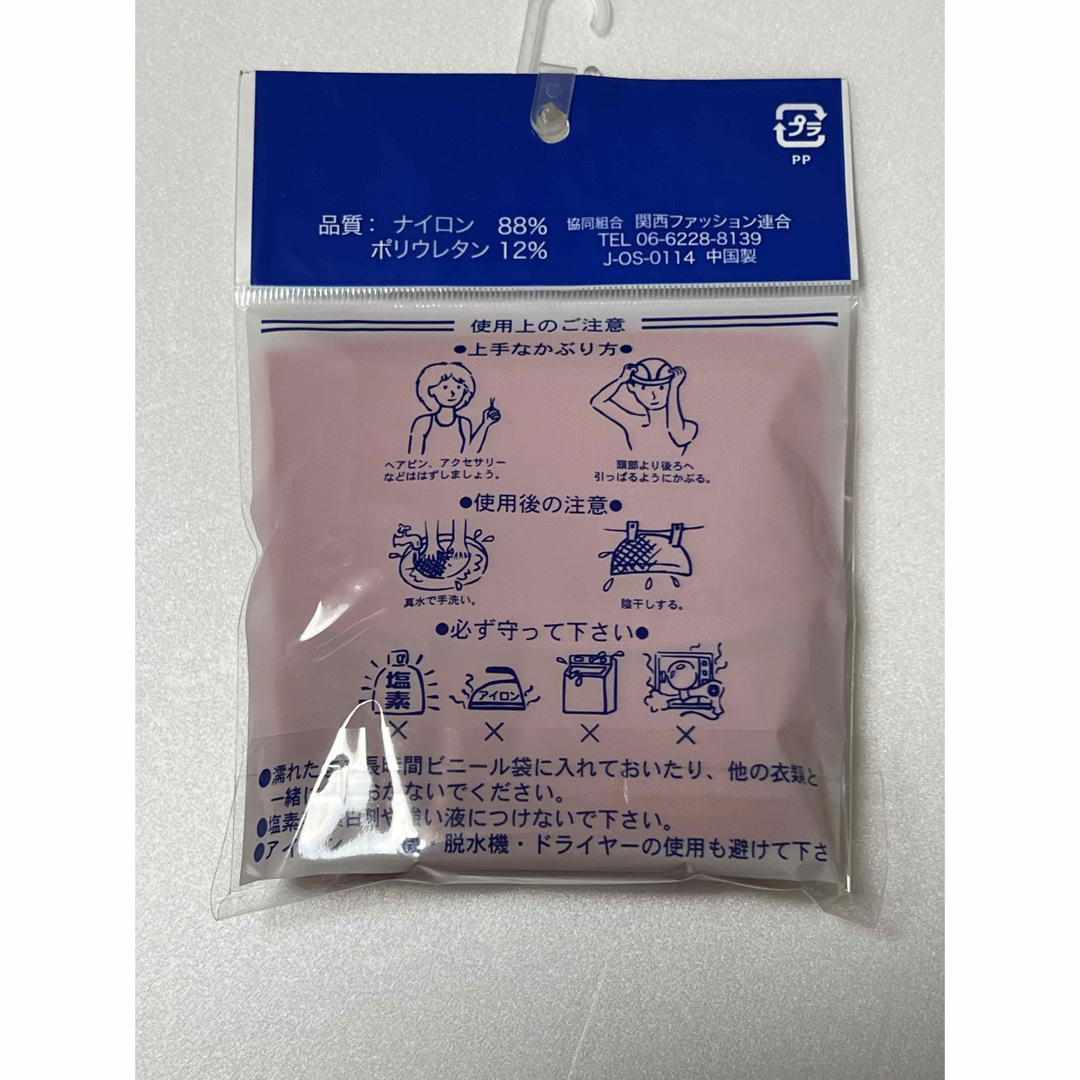 プラ
PP
品質： ナイロン 88%
ポリウレタン 12%
協同組合 関西ファッション連合
TEL 06-6228-8139
J-OS-0114 中国製
使用上のご注意
●上手なかぶり方●
ヘアピン、アクセサリー
などははずしましょう。
頭部より後ろへ
引っぱるようにかぶる。
●使用後の注意●
真水で手洗い。
陰干しする。
●必ず守って下さい●
塩素
アイロン
× × × ×
●濡れた 長時間ビニール袋に入れておいたり、他の衣類と
一緒に おかないでください。
●塩素 白剤や強い液につけないで下さい。
●アイ ・脱水機・ドライヤーの使用も避けて下さ